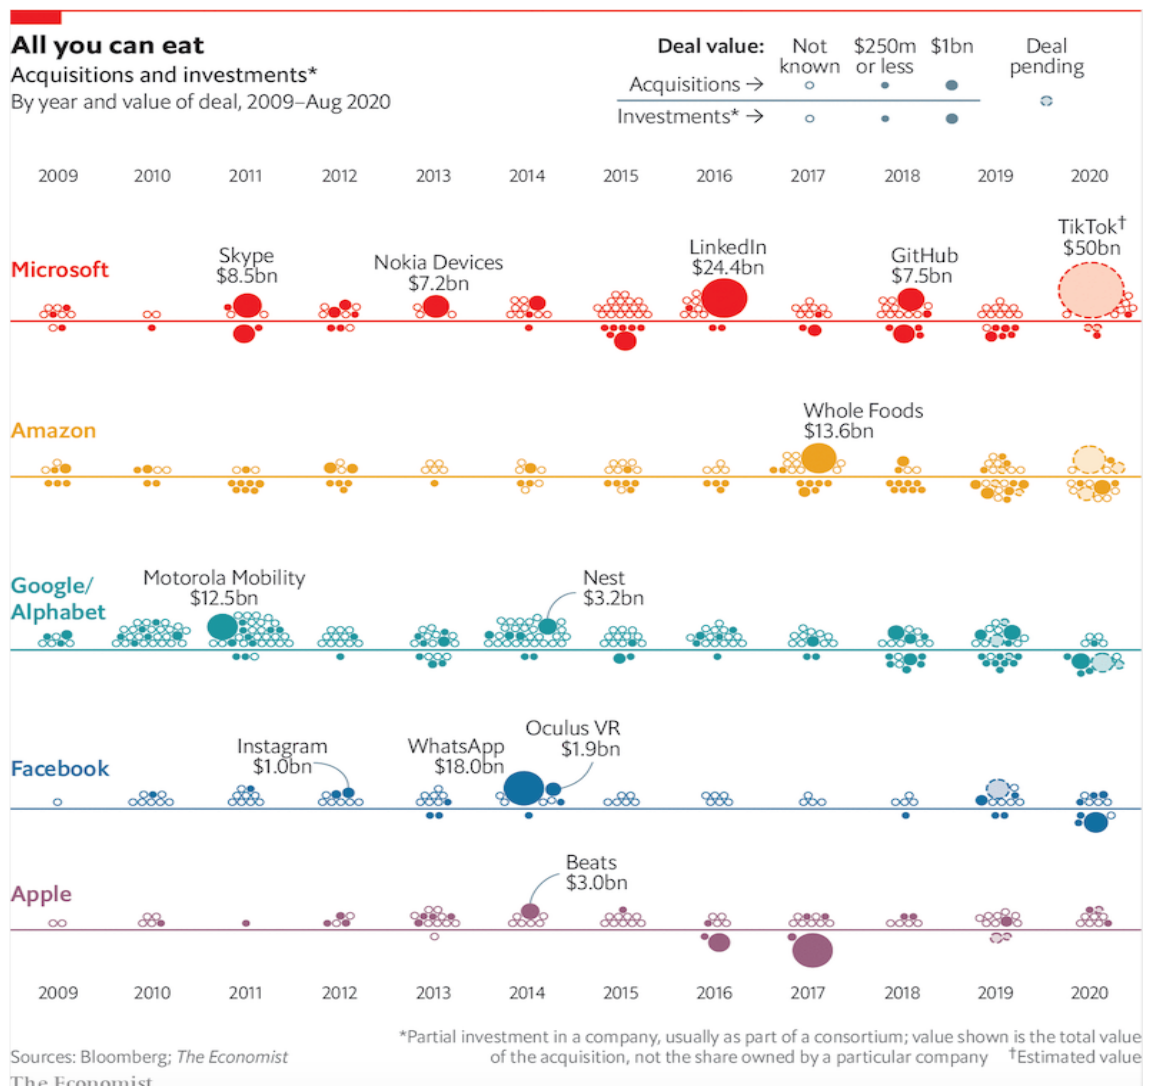 All you can eat
Acquisitions and investments*
By year and value of deal, 2009–Aug 2020
Deal value: Not known $250m or less $1bn Deal pending
Acquisitions →
Investments* →
2009 2010 2011 2012 2013 2014 2015 2016 2017 2018 2019 2020
Microsoft
Skype
$8.5bn
Nokia Devices
$7.2bn
LinkedIn
$24.4bn
GitHub
$7.5bn
TikTok†
$50bn
Amazon
Whole Foods
$13.6bn
Google/
Alphabet
Motorola Mobility
$12.5bn
Nest
$3.2bn
Facebook
Instagram
$1.0bn
WhatsApp
$18.0bn
Oculus VR
$1.9bn
Apple
Beats
$3.0bn
2009 2010 2011 2012 2013 2014 2015 2016 2017 2018 2019 2020
*Partial investment in a company, usually as part of a consortium; value shown is the total value
of the acquisition, not the share owned by a particular company †Estimated value
Sources: Bloomberg; The Economist
The Economist